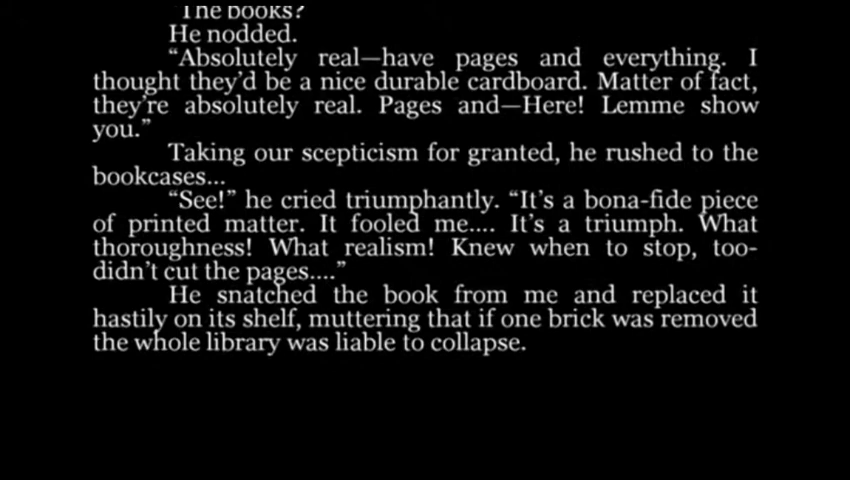 "The books?
He nodded.
“Absolutely real—have pages and everything. I
thought they’d be a nice durable cardboard. Matter of fact,
they’re absolutely real. Pages and—Here! Lemme show
you.”
Taking our scepticism for granted, he rushed to the
bookcases...
“See!” he cried triumphantly. “It’s a bona-fide piece
of printed matter. It fooled me.... It’s a triumph. What
thoroughness! What realism! Knew when to stop, too-
didn’t cut the pages....”
He snatched the book from me and replaced it
hastily on its shelf, muttering that if one brick was removed
the whole library was liable to collapse.